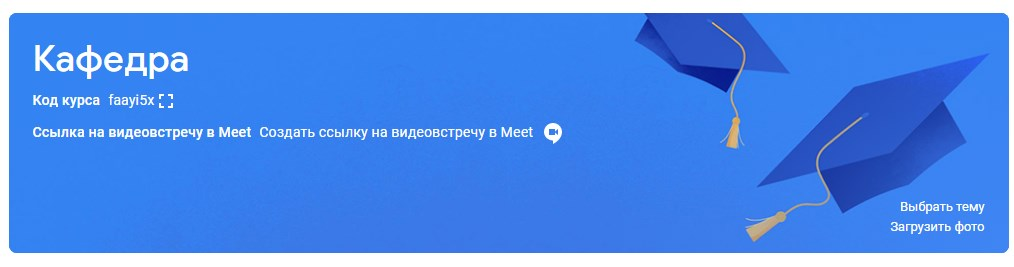 Кафедра
Код курса faayi5x
Ссылка на видеовстречу в Meet Создать ссылку на видеовстречу в Meet
Выбрать тему
Загрузить фото